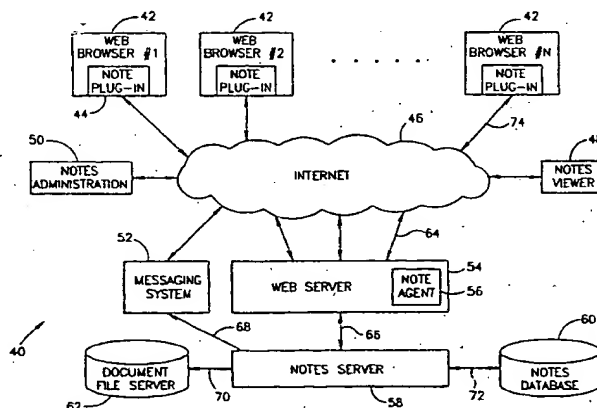 42
42
42
WEB
BROWSER #1
NOTE
PLUG-IN
WEB
BROWSER #2
NOTE
PLUG-IN
WEB
BROWSER #N
NOTE
PLUG-IN
44
46
74
50
NOTES
ADMINISTRATION
INTERNET
NOTES
VIEWER
52
64
MESSAGING
SYSTEM
WEB SERVER
NOTE
AGENT
56
54
40
68
66
60
DOCUMENT
FILE SERVER
62
70
NOTES SERVER
58
72
NOTES
DATABASE